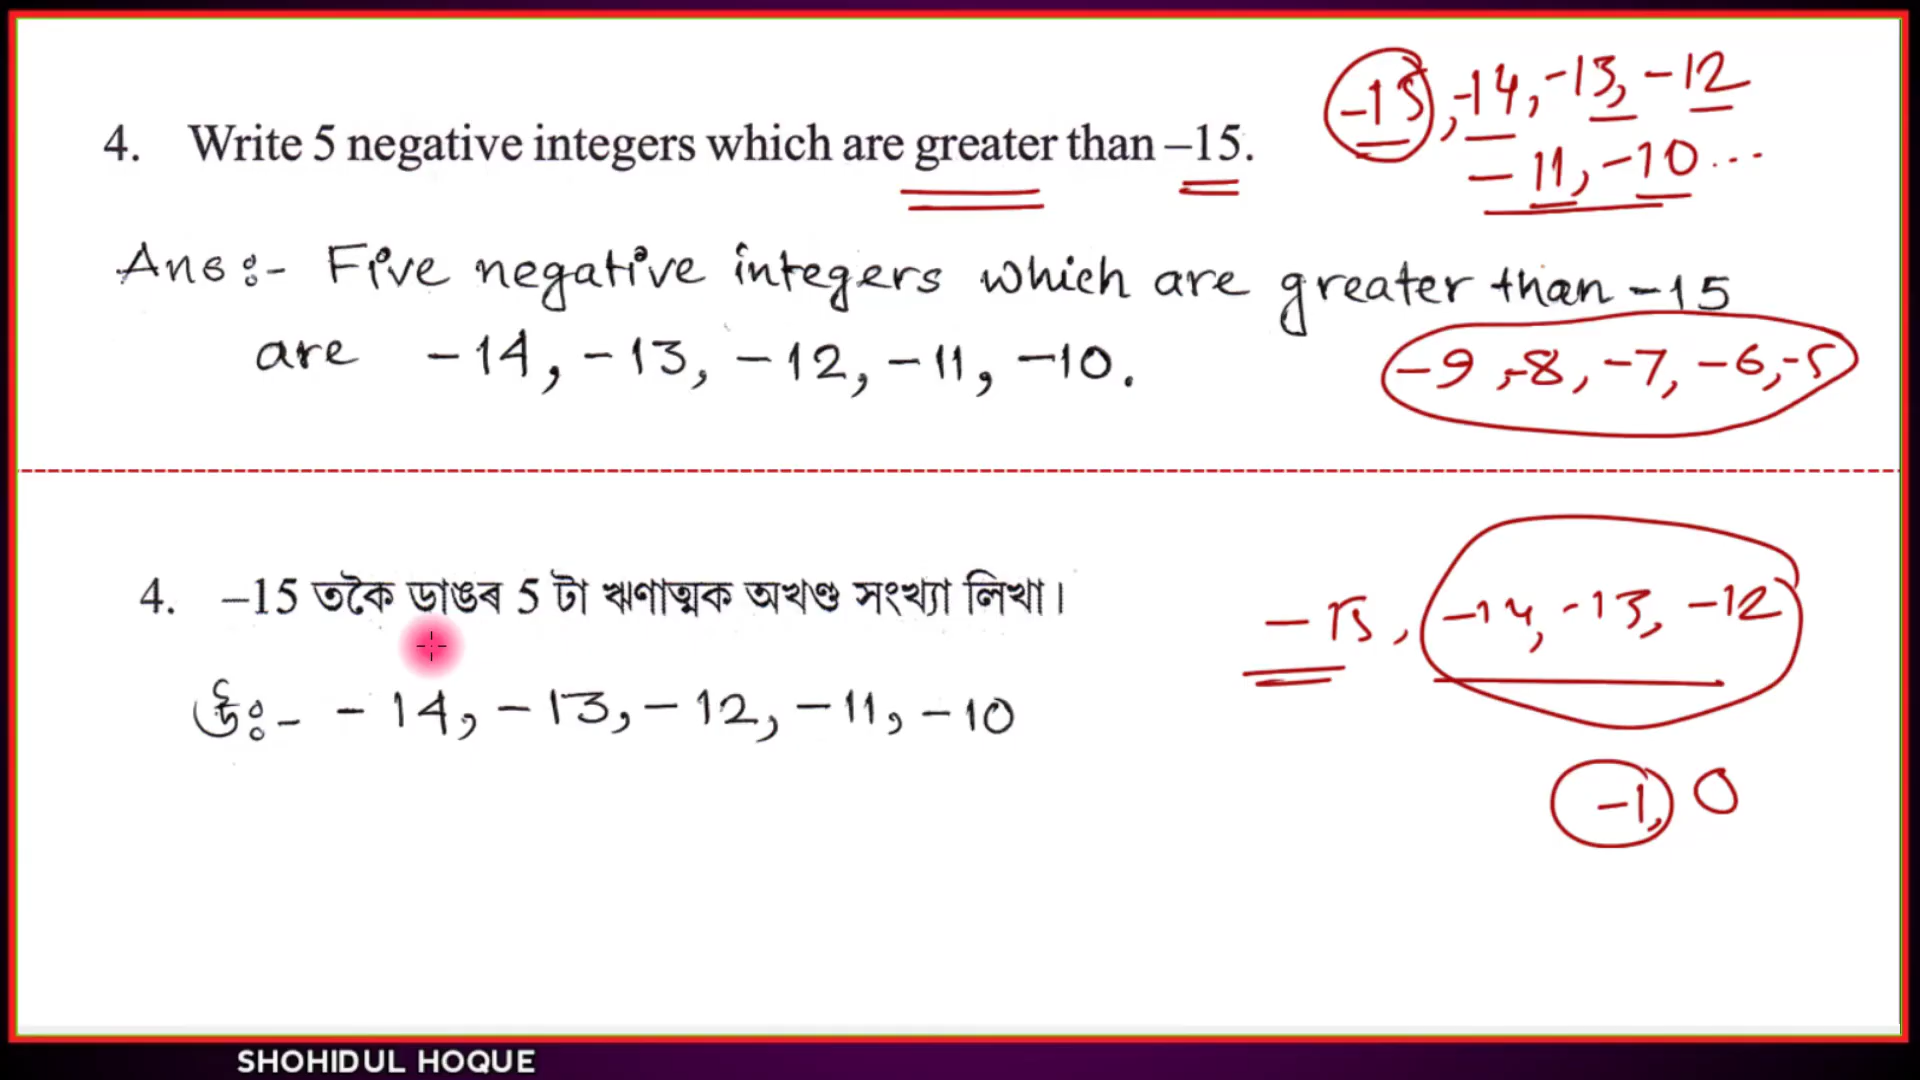 4. Write 5 negative integers which are greater than –15.
-15, -14, -13, -12
-11, -10...
Ans:- Five negative integers which are greater than -15
are -14, -13, -12, -11, -10.
-9, -8, -7, -6, -5
4. –15 তকৈ ডাঙৰ 5 টা ঋণাত্মক অখণ্ড সংখ্যা লিখা।
-15, -14, -13, -12
উঃ- -14, -13, -12, -11, -10
-1, 0
SHOHIDUL HOQUE